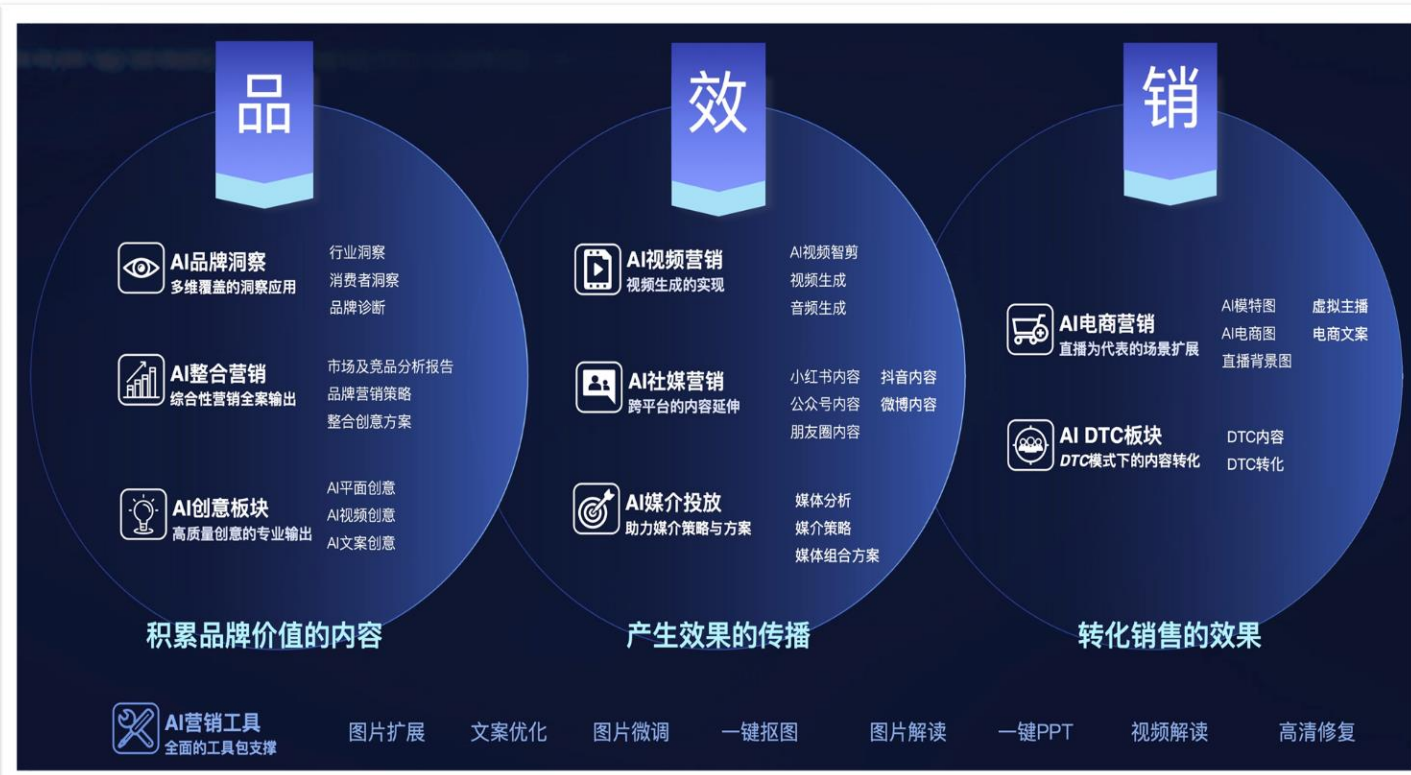 品
AI品牌洞察
多维覆盖的洞察应用
行业洞察
消费者洞察
品牌诊断
AI整合营销
综合性营销全案输出
市场及竞品分析报告
品牌营销策略
整合创意方案
AI创意板块
高质量创意的专业输出
AI平面创意
AI视频创意
AI文案创意
积累品牌价值的内容
效
AI视频营销
视频生成的实现
AI视频智剪
视频生成
音频生成
AI社媒营销
跨平台的内容延伸
小红书内容 抖音内容
公众号内容 微博内容
朋友圈内容
AI媒介投放
助力媒介策略与方案
媒体分析
媒介策略
媒体组合方案
产生效果的传播
销
AI电商营销
直播为代表的场景扩展
AI模特图 虚拟主播
AI电商图 电商文案
直播背景图
AI DTC板块
DTC模式下的内容转化
DTC内容
DTC转化
转化销售的效果
AI营销工具
全面的工具包支撑
图片扩展 文案优化 图片微调 一键抠图 图片解读 一键PPT 视频解读 高清修复